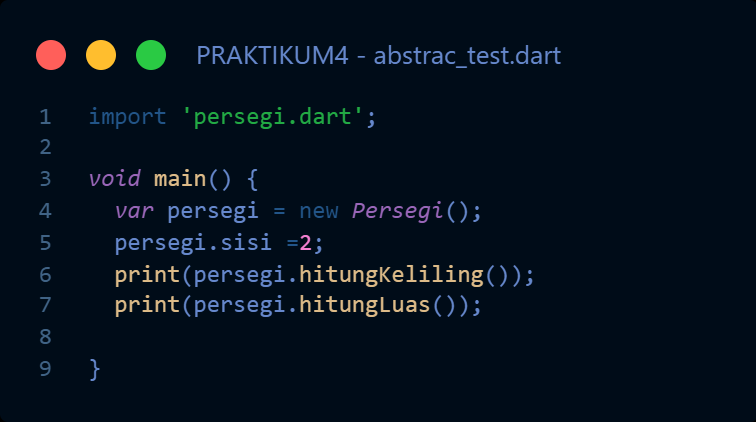 PRAKTIKUM4 - abstrac_test.dart
1 import 'persegi.dart';
2
3 void main() {
4   var persegi = new Persegi();
5   persegi.sisi =2;
6   print(persegi.hitungKeliling());
7   print(persegi.hitungLuas());
8
9 }